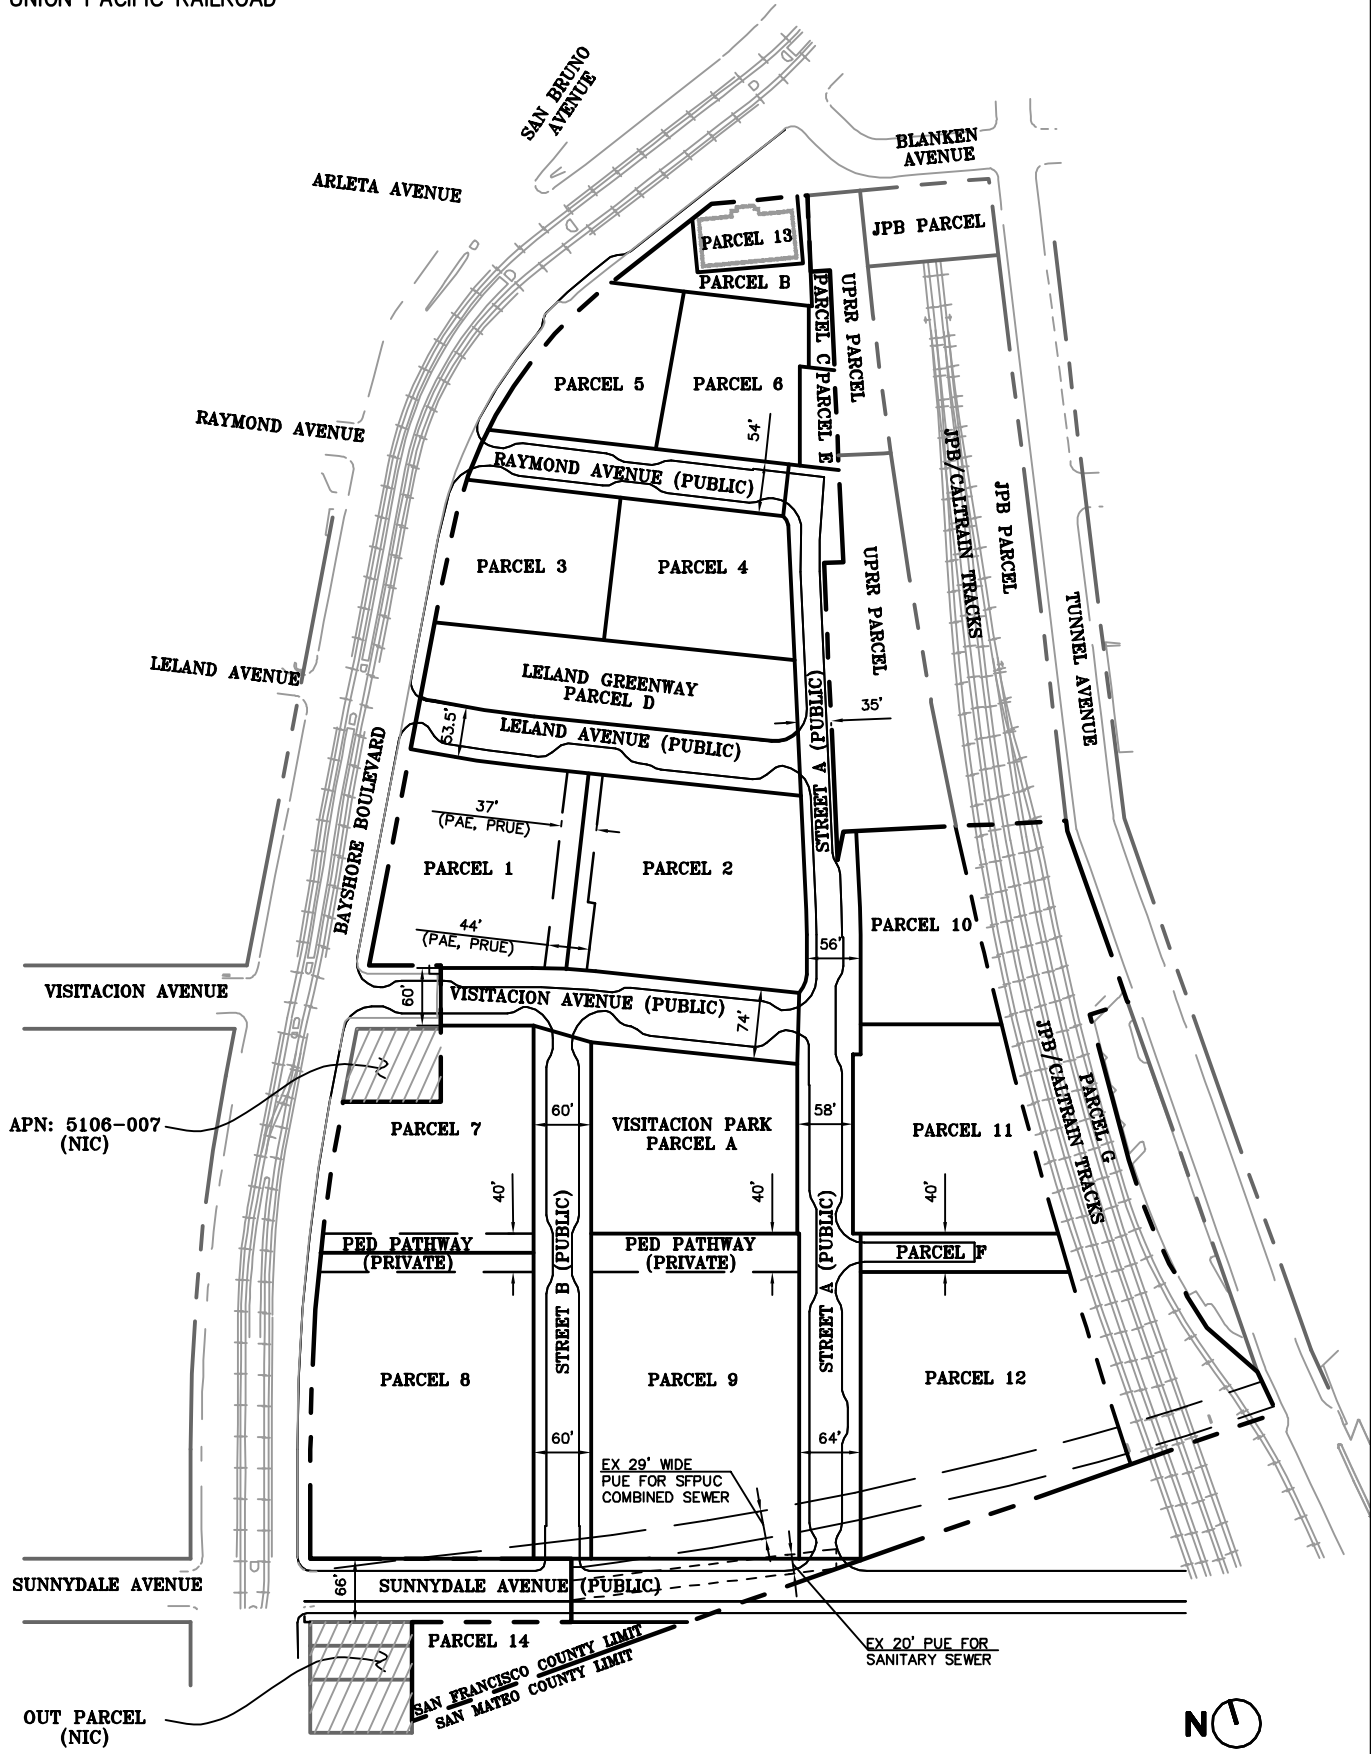 UNION PACIFIC RAILROAD
SAN BRUNO
AVENUE
BLANKEN
AVENUE
ARLETA AVENUE
JPB PARCEL
PARCEL 13
PARCEL B
PARCEL C
UPRR PARCEL
PARCEL 5
PARCEL 6
PARCEL E
RAYMOND AVENUE
54'
RAYMOND AVENUE (PUBLIC)
JPB/CALTRAIN TRACKS
JPB PARCEL
PARCEL 3
PARCEL 4
UPRR PARCEL
TUNNEL AVENUE
LELAND AVENUE
LELAND GREENWAY
PARCEL D
35'
53.5'
LELAND AVENUE (PUBLIC)
STREET A (PUBLIC)
BAYSHORE BOULEVARD
37'
(PAE, PRUE)
PARCEL 1
PARCEL 2
44'
(PAE, PRUE)
PARCEL 10
56'
VISITACION AVENUE
60'
VISITACION AVENUE (PUBLIC)
74'
JPB/CALTRAIN TRACKS
PARCEL G
APN: 5106-007
(NIC)
PARCEL 7
60'
VISITACION PARK
PARCEL A
58'
PARCEL 11
40'
40'
40'
PED PATHWAY
(PRIVATE)
STREET B (PUBLIC)
PED PATHWAY
(PRIVATE)
STREET A (PUBLIC)
PARCEL F
PARCEL 8
PARCEL 9
PARCEL 12
60'
64'
EX 29' WIDE
PUE FOR SFPUC
COMBINED SEWER
SUNNYDALE AVENUE
66'
SUNNYDALE AVENUE (PUBLIC)
PARCEL 14
EX 20' PUE FOR
SANITARY SEWER
SAN FRANCISCO COUNTY LIMIT
SAN MATEO COUNTY LIMIT
OUT PARCEL
(NIC)
N